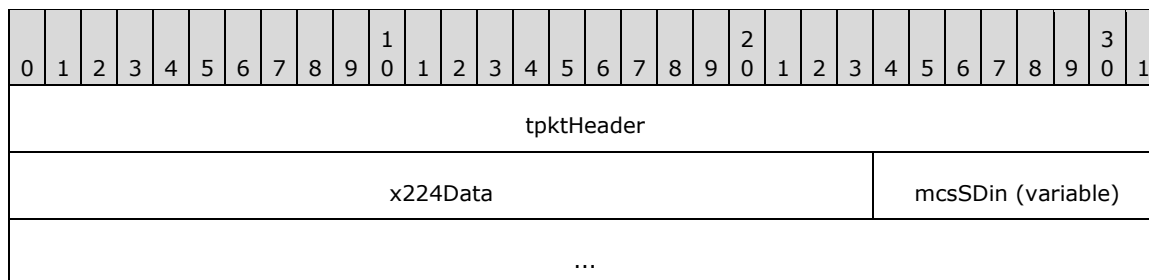 1 2 3
0 1 2 3 4 5 6 7 8 9 0 1 2 3 4 5 6 7 8 9 0 1 2 3 4 5 6 7 8 9 0 1
tpktHeader
x224Data mcsSDin (variable)
...